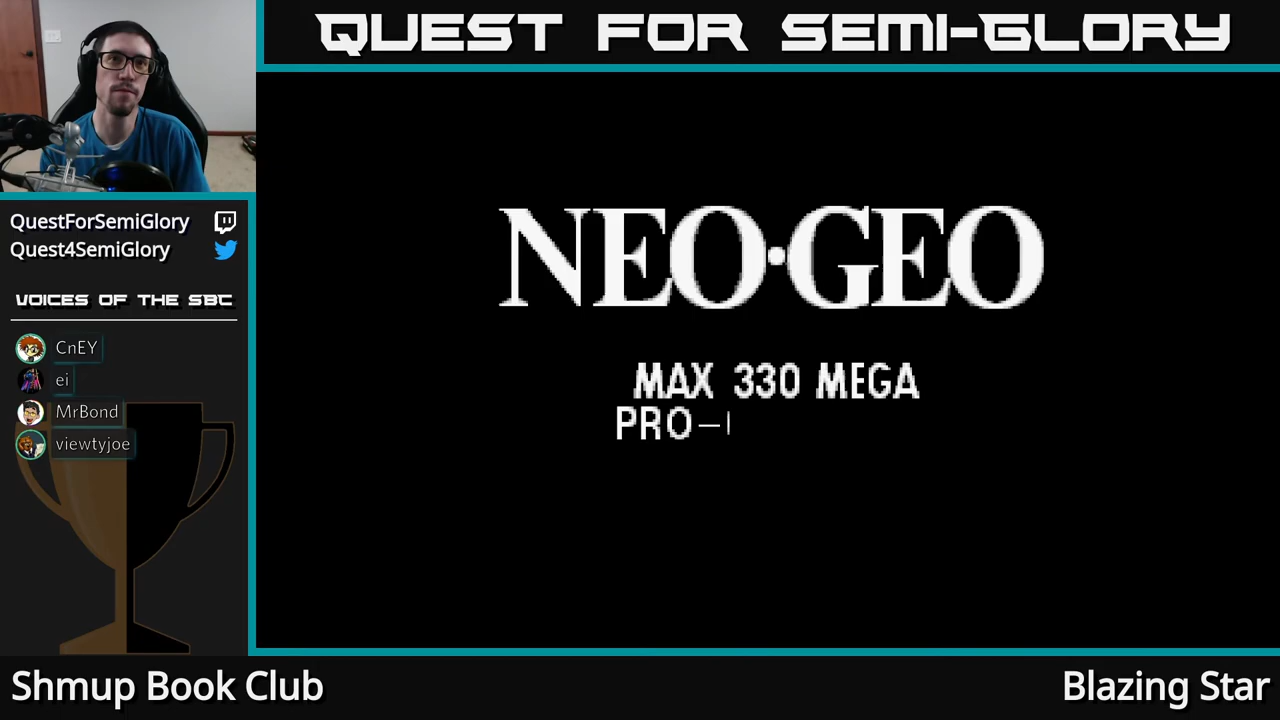 QUEST FOR SEMI-GLORY
QuestForSemiGlory
Quest4SemiGlory
VOICES OF THE SBC
CnEY
ei
MrBond
viewtyjoe
NEO•GEO
MAX 330 MEGA
PRO-
Shmup Book Club
Blazing Star